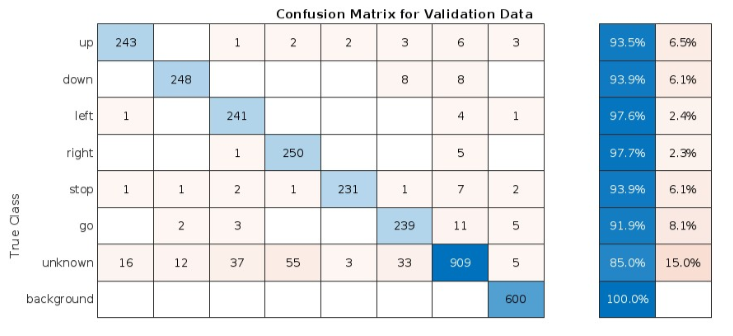 Confusion Matrix for Validation Data
up 243 1 2 2 3 6 3 93.5% 6.5%
down 248 8 8 93.9% 6.1%
left 1 241 4 1 97.6% 2.4%
right 1 250 5 97.7% 2.3%
stop 1 1 2 1 231 1 7 2 93.9% 6.1%
go 2 3 239 11 5 91.9% 8.1%
unknown 16 12 37 55 3 33 909 5 85.0% 15.0%
background 600 100.0%
True Class